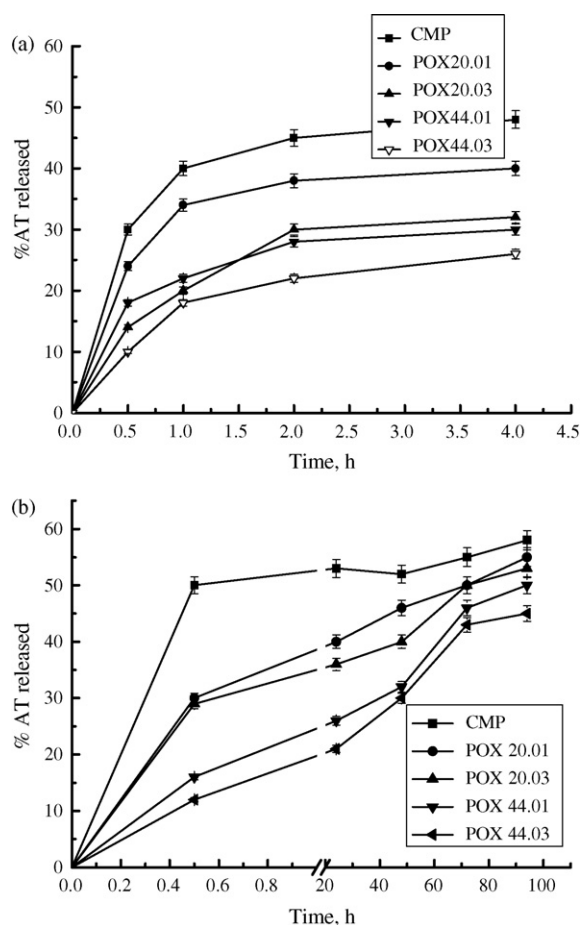 (a)
60
50
40
30
20
10
0
%AT released
CMP
POX20.01
POX20.03
POX44.01
POX44.03
0.0 0.5 1.0 1.5 2.0 2.5 3.0 3.5 4.0 4.5
Time, h
(b)
60
50
40
30
20
10
0
% AT released
CMP
POX 20.01
POX 20.03
POX 44.01
POX 44.03
0.0 0.2 0.4 0.6 0.8 20 40 60 80 100
Time, h